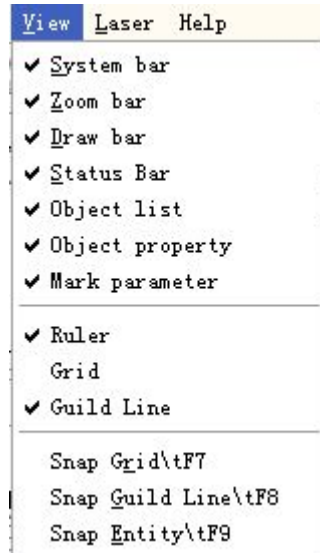 View Laser Help
System bar
Zoom bar
Draw bar
Status Bar
Object list
Object property
Mark parameter
Ruler
Grid
Guild Line
Snap Grid\tF7
Snap Guild Line\tF8
Snap Entity\tF9